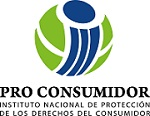 PRO CONSUMIDOR
INSTITUTO NACIONAL DE PROTECCIÓN
DE LOS DERECHOS DEL CONSUMIDOR